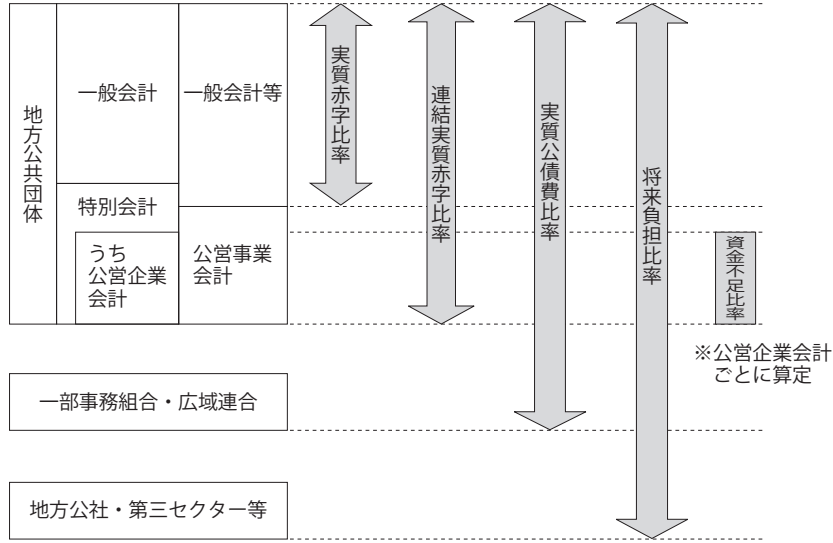 地方公共団体
一般会計
一般会計等
特別会計
うち
公営企業
会計
公営事業
会計
実質赤字比率
連結実質赤字比率
実質公債費比率
将来負担比率
資金不足比率
※公営企業会計
ごとに算定
一部事務組合・広域連合
地方公社・第三セクター等